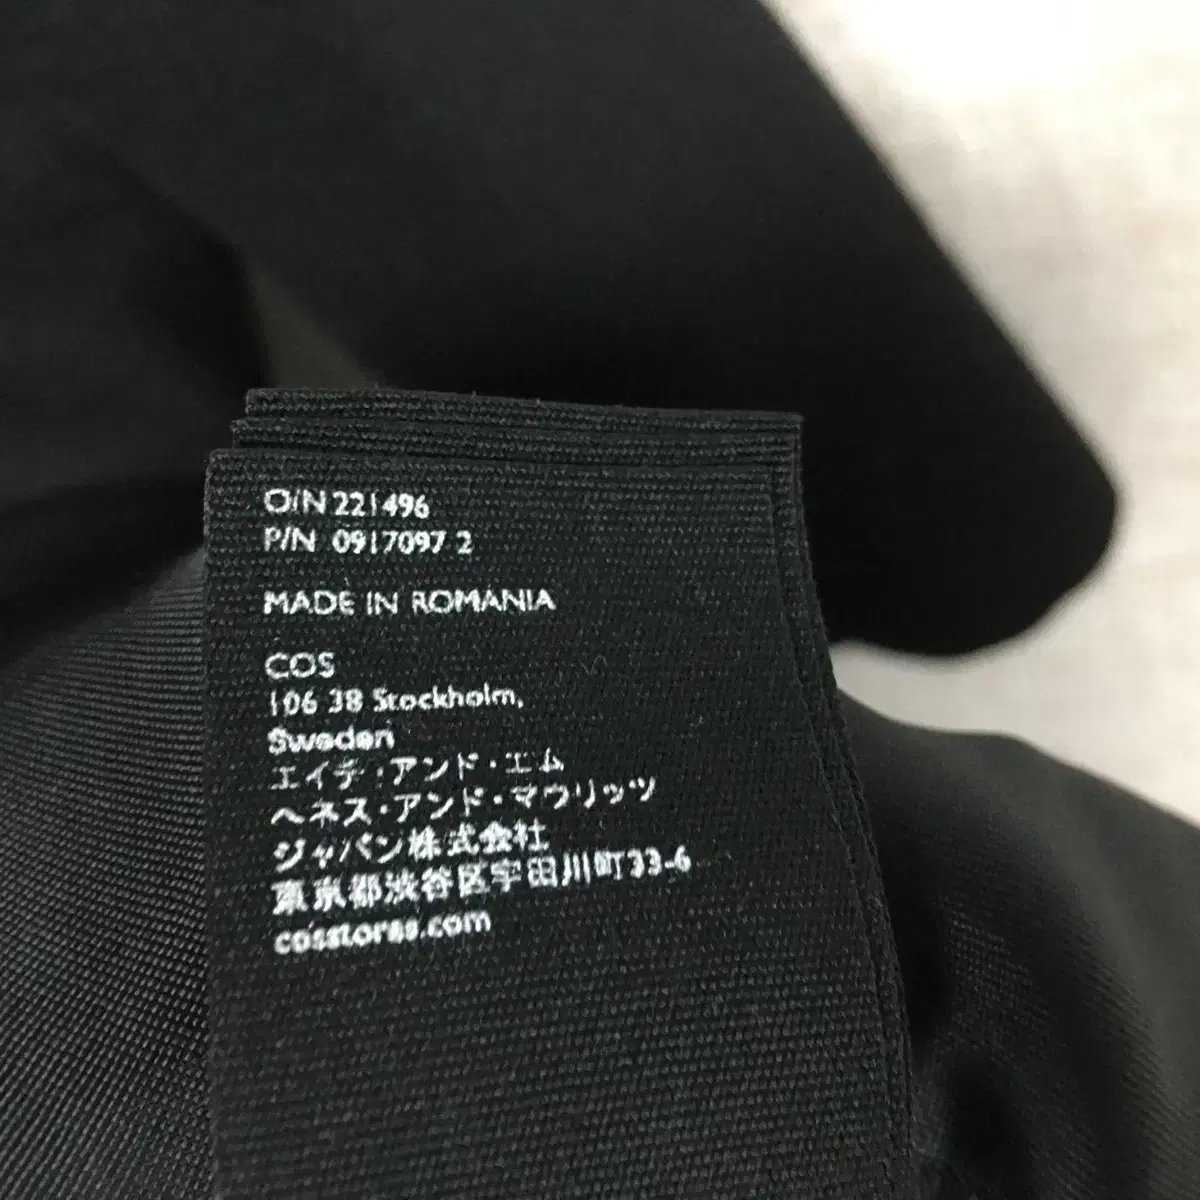 O/N 221496
P/N 0917097 2
MADE IN ROMANIA
COS
106 38 Stockholm,
Sweden
エイチ・アンド・エム
ヘネス・アンド・マウリッツ
ジャパン株式会社
東京都渋谷区宇田川町33-6
cosstores.com